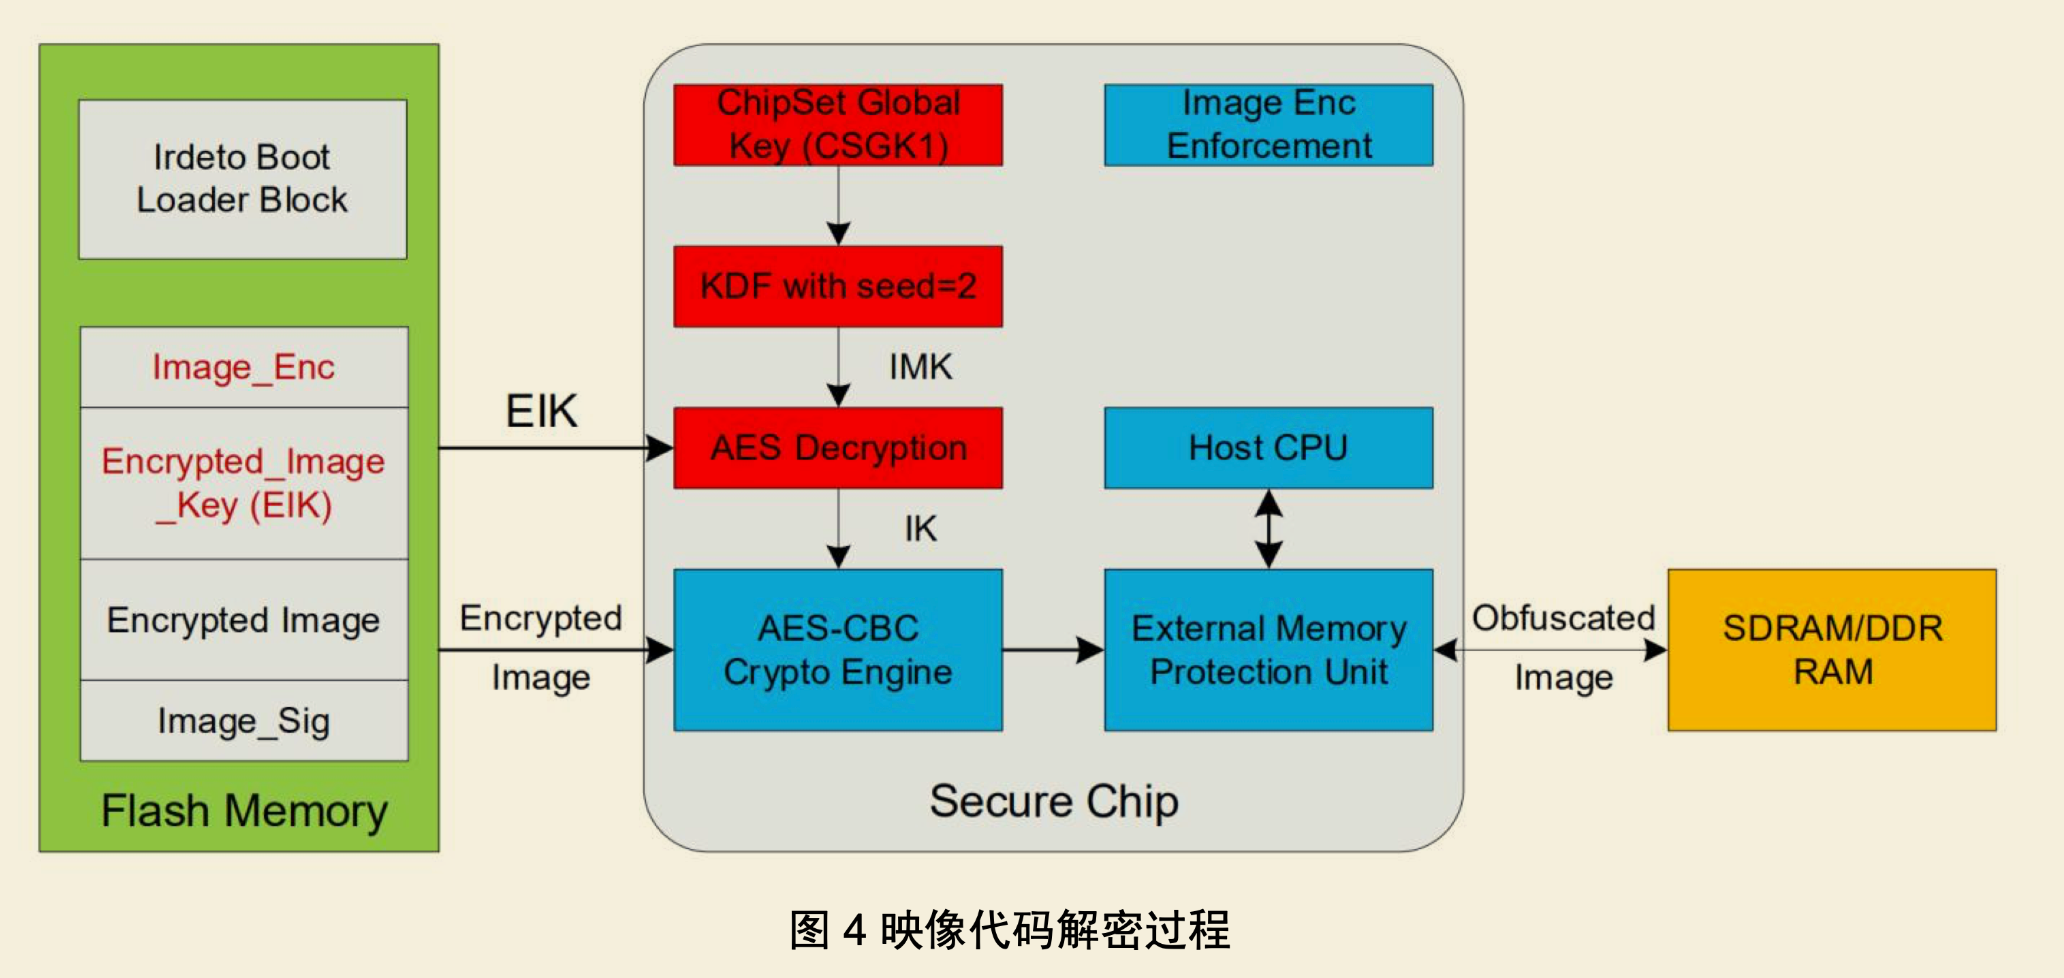 Irdeto Boot
Loader Block
Image_Enc
Encrypted_Image
_Key (EIK)
Encrypted Image
Image_Sig
Flash Memory
EIK
Encrypted
Image
ChipSet Global
Key (CSGK1)
KDF with seed=2
IMK
AES Decryption
IK
AES-CBC
Crypto Engine
Image Enc
Enforcement
Host CPU
External Memory
Protection Unit
Secure Chip
Obfuscated
Image
SDRAM/DDR
RAM
图 4 映像代码解密过程